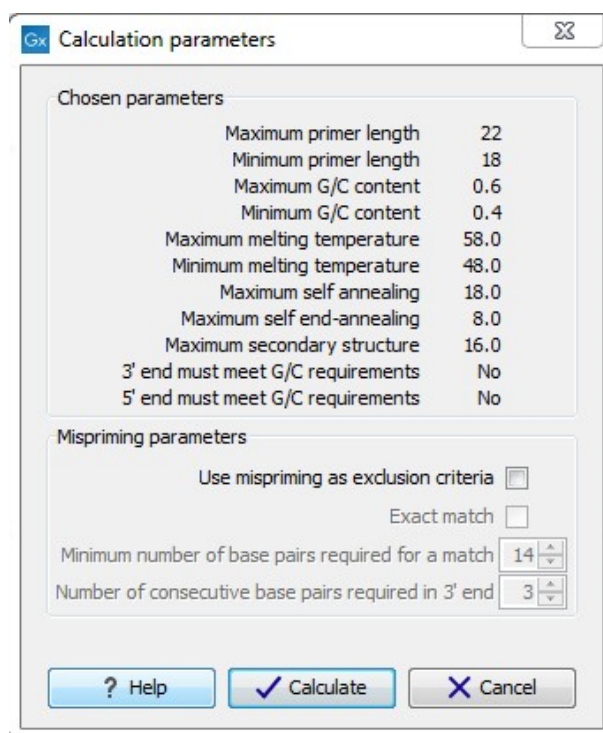 Gx Calculation parameters
Chosen parameters
Maximum primer length 22
Minimum primer length 18
Maximum G/C content 0.6
Minimum G/C content 0.4
Maximum melting temperature 58.0
Minimum melting temperature 48.0
Maximum self annealing 18.0
Maximum self end-annealing 8.0
Maximum secondary structure 16.0
3' end must meet G/C requirements No
5' end must meet G/C requirements No
Mispriming parameters
Use mispriming as exclusion criteria
Exact match
Minimum number of base pairs required for a match 14
Number of consecutive base pairs required in 3' end 3
? Help Calculate Cancel